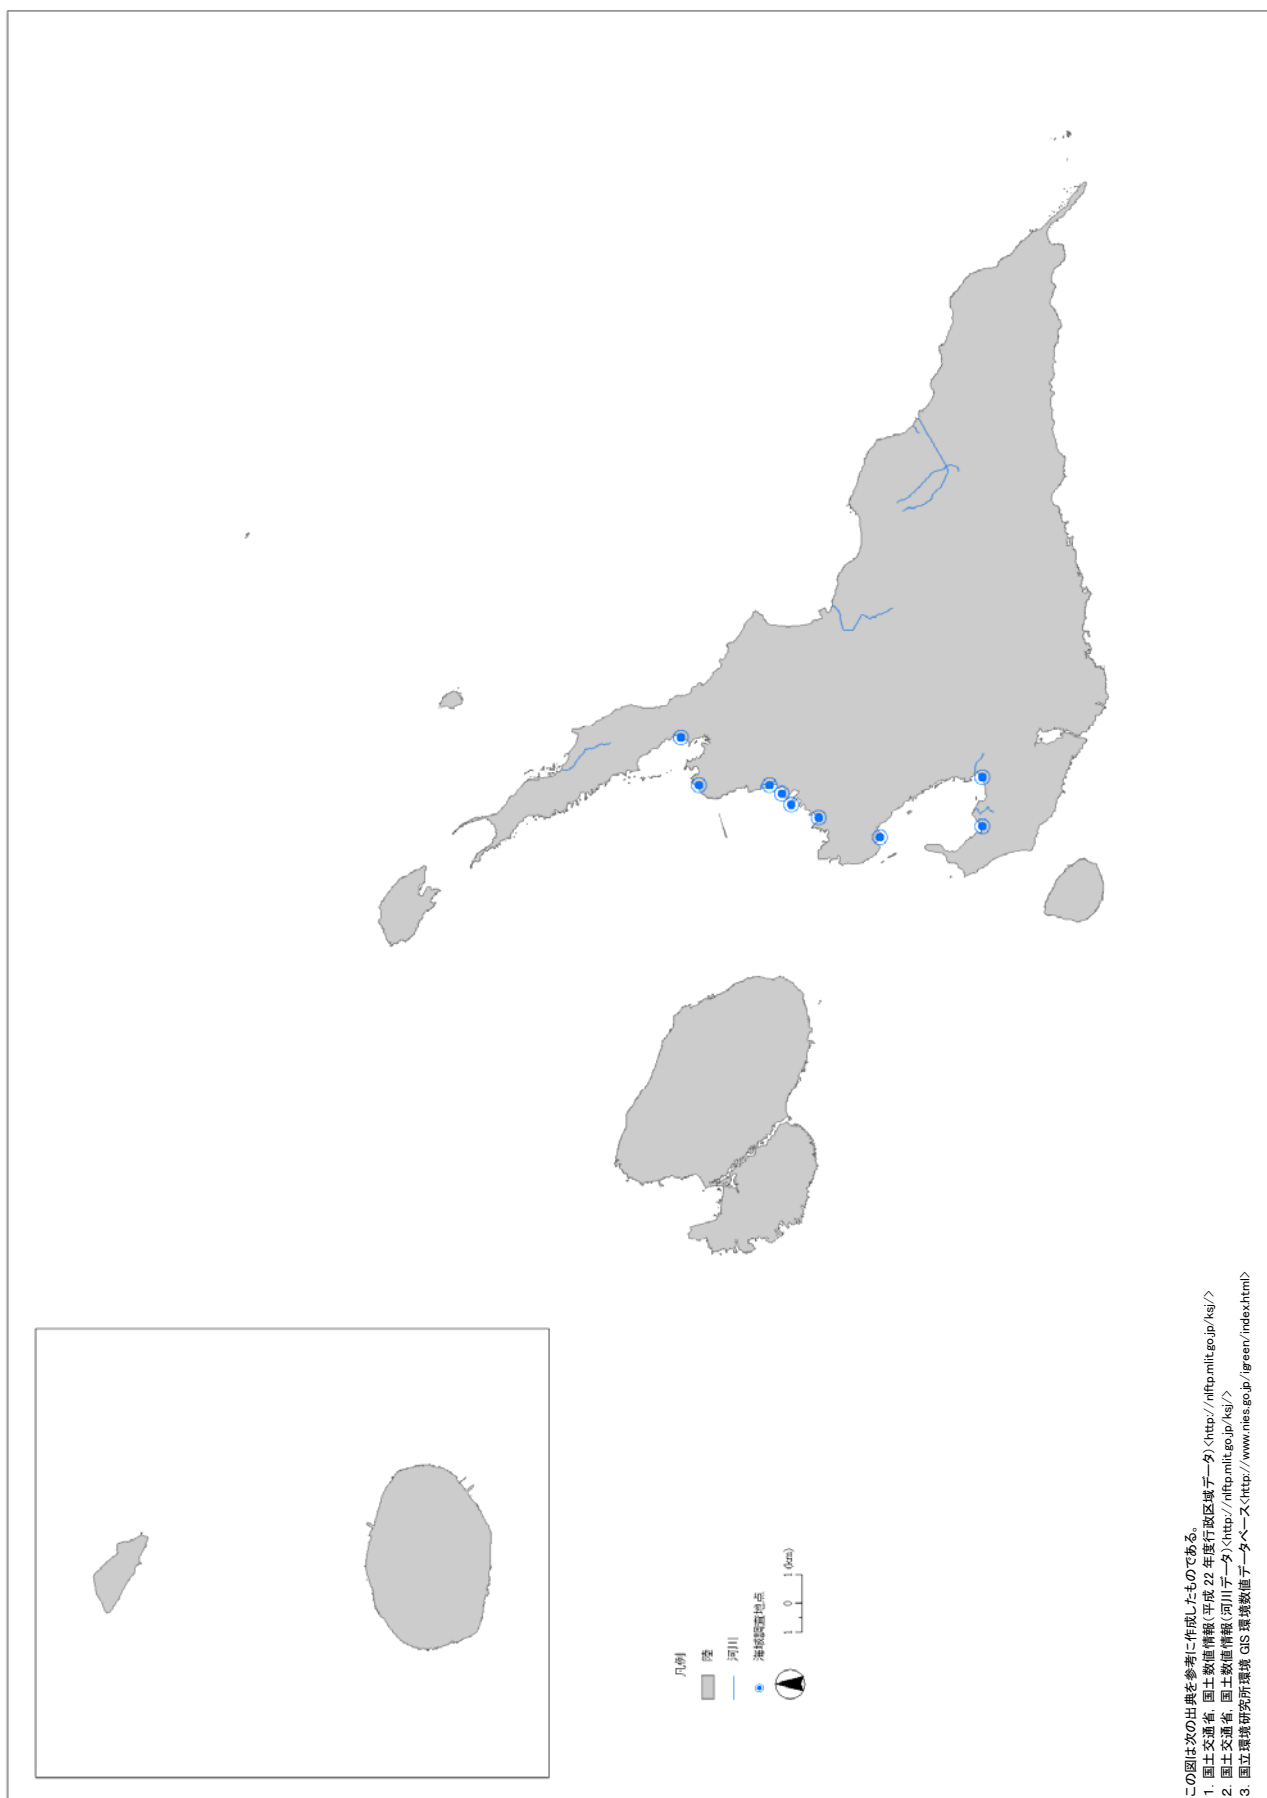 凡例
陸
河川
海域調査地点
1 0 1 (km)
この図は次の出典を参考に作成したものである。
1. 国土交通省, 国土数値情報(平成 22 年度行政区域データ)<http://nlftp.mlit.go.jp/ksj/>
2. 国土交通省, 国土数値情報(河川データ)<http://nlftp.mlit.go.jp/ksj/>
3. 国立環境研究所環境 GIS 環境数値データベース<http://www.nies.go.jp/igreen/index.html>